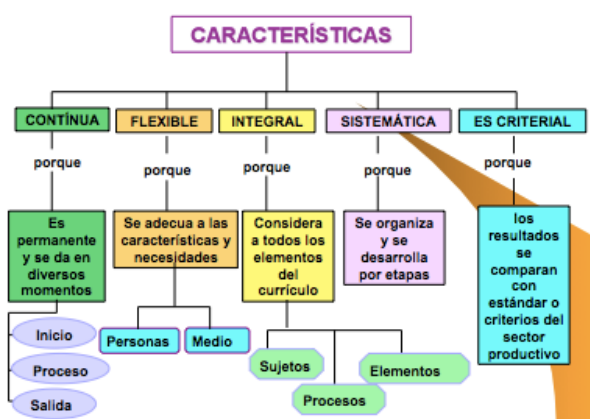 CARACTERÍSTICAS
CONTÍNUA
FLEXIBLE
INTEGRAL
SISTEMÁTICA
ES CRITERIAL
porque
porque
porque
porque
porque
Es
permanente
y se da en
diversos
momentos
Se adecua a las
características y
necesidades
Considera
a todos los
elementos
del
currículo
Se organiza
y se
desarrolla
por etapas
los
resultados
se
comparan
con
estándar o
criterios del
sector
productivo
Inicio
Proceso
Salida
Personas
Medio
Sujetos
Procesos
Elementos